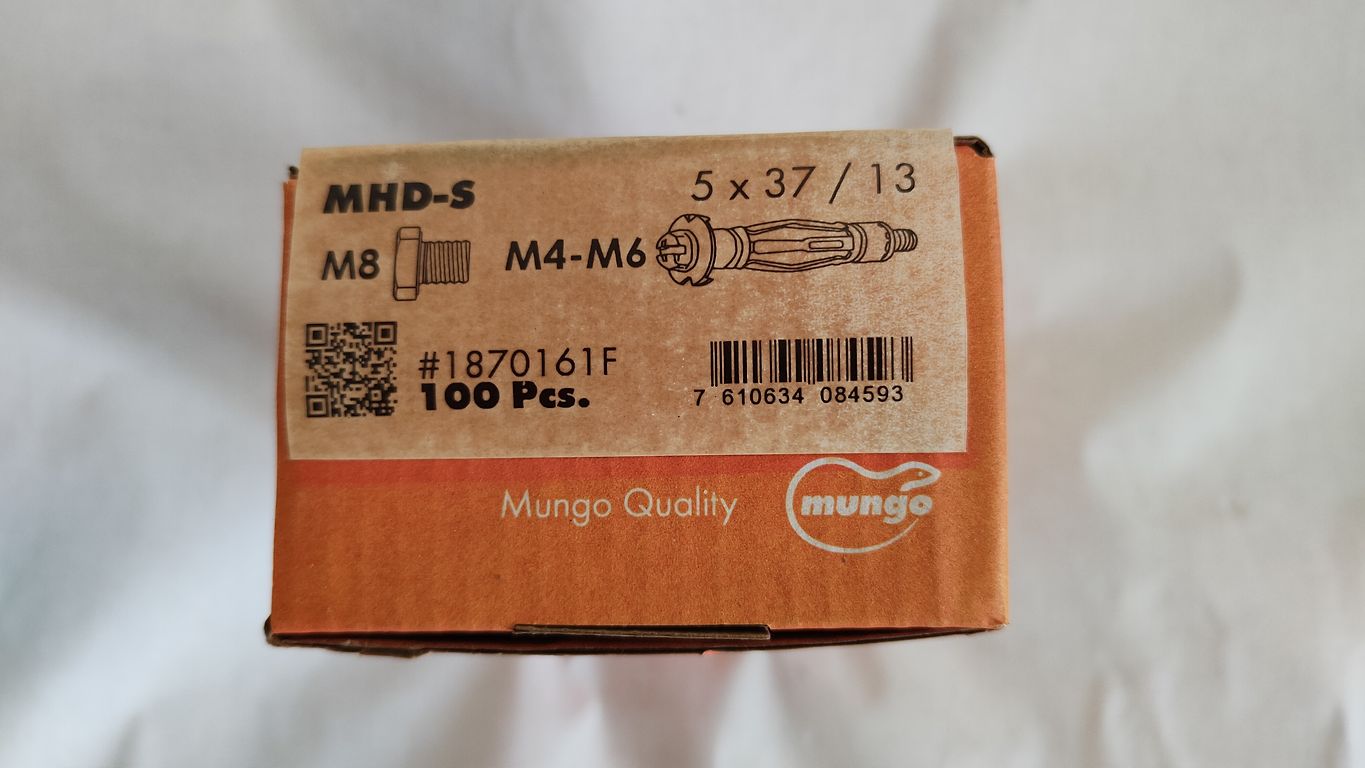 MHD-S
5 x 37 / 13
M8
M4-M6
#1870161F
100 Pcs.
7 610634 084593
Mungo Quality
mungo